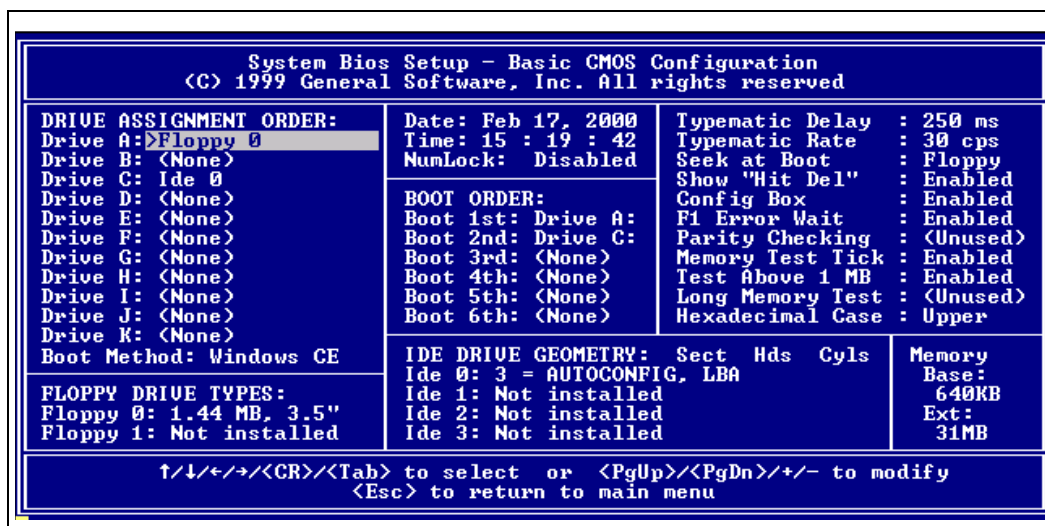 System Bios Setup - Basic CMOS Configuration
(C) 1999 General Software, Inc. All rights reserved
DRIVE ASSIGNMENT ORDER:
Drive A:>Floppy 0
Drive B: (None)
Drive C: Ide 0
Drive D: (None)
Drive E: (None)
Drive F: (None)
Drive G: (None)
Drive H: (None)
Drive I: (None)
Drive J: (None)
Drive K: (None)
Boot Method: Windows CE
FLOPPY DRIVE TYPES:
Floppy 0: 1.44 MB, 3.5"
Floppy 1: Not installed
Date: Feb 17, 2000
Time: 15 : 19 : 42
NumLock: Disabled
BOOT ORDER:
Boot 1st: Drive A:
Boot 2nd: Drive C:
Boot 3rd: (None)
Boot 4th: (None)
Boot 5th: (None)
Boot 6th: (None)
Typematic Delay : 250 ms
Typematic Rate : 30 cps
Seek at Boot : Floppy
Show "Hit Del" : Enabled
Config Box : Enabled
F1 Error Wait : Enabled
Parity Checking : (Unused)
Memory Test Tick : Enabled
Test Above 1 MB : Enabled
Long Memory Test : (Unused)
Hexadecimal Case : Upper
IDE DRIVE GEOMETRY: Sect Hds Cyls
Ide 0: 3 = AUTOCONFIG, LBA
Ide 1: Not installed
Ide 2: Not installed
Ide 3: Not installed
Memory
Base:
640KB
Ext:
31MB
↑/↓/←/→/<CR>/<Tab> to select or <PgUp>/<PgDn>/+/- to modify
<Esc> to return to main menu